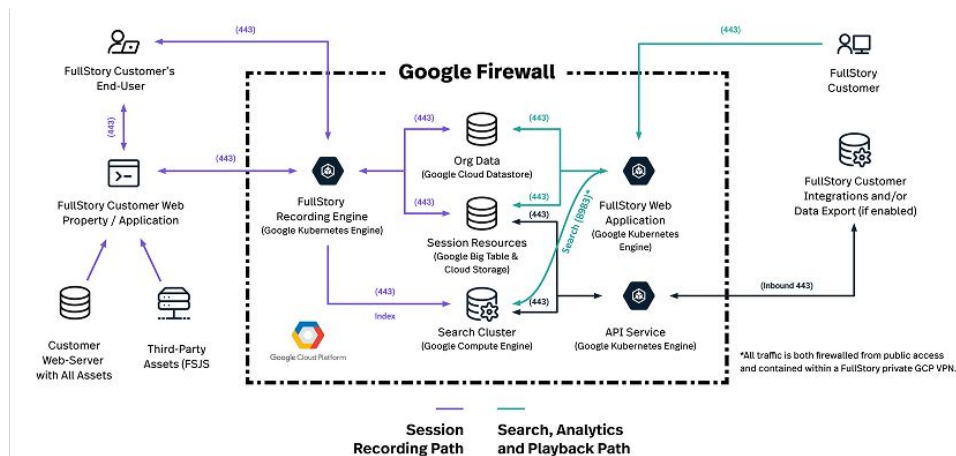 (443)
(443)
FullStory Customer's
End-User
Google Firewall
FullStory
Customer
(443)
(443)
(443)
(443)
Org Data
(Google Cloud Datastore)
(443)
FullStory Customer Web
Property / Application
FullStory
Recording Engine
(Google Kubernetes Engine)
(443)
(443)
(443)
Session Resources
(Google Big Table &
Cloud Storage)
Search (8983)*
FullStory Web
Application
(Google Kubernetes
Engine)
FullStory Customer
Integrations and/or
Data Export (if enabled)
(443)
Index
(443)
Search Cluster
(Google Compute Engine)
API Service
(Google Kubernetes Engine)
(Inbound 443)
Customer
Web-Server
with All Assets
Third-Party
Assets (FSJS
Google Cloud Platform
*All traffic is both firewalled from public access
and contained within a FullStory private GCP VPN.
Session
Recording Path
Search, Analytics
and Playback Path